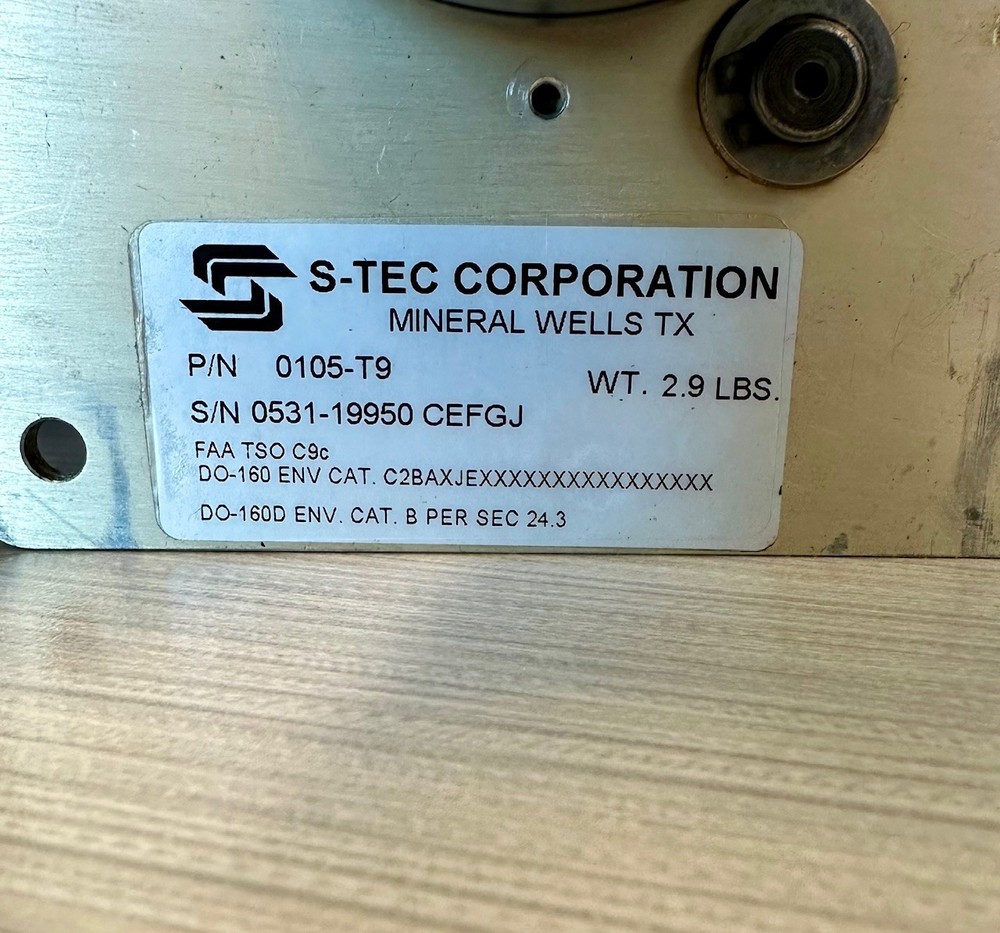 S-TEC CORPORATION
MINERAL WELLS TX
P/N 0105-T9
WT. 2.9 LBS.
S/N 0531-19950 CEFGJ
FAA TSO C9c
DO-160 ENV CAT. C2BAXJEXXXXXXXXXXXXXXXX
DO-160D ENV. CAT. B PER SEC 24.3